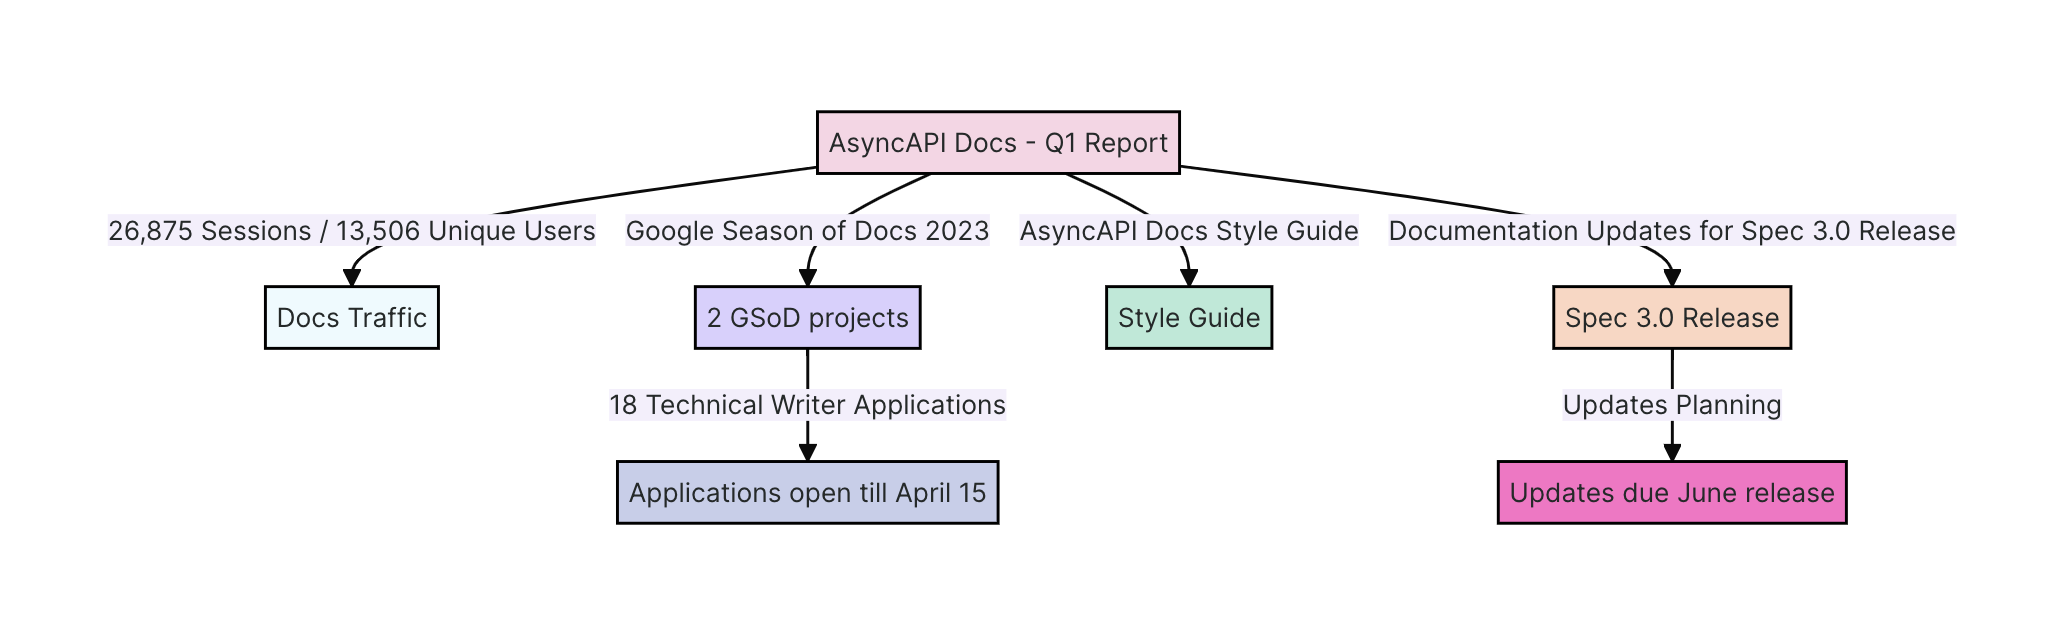 AsyncAPI Docs - Q1 Report
26,875 Sessions / 13,506 Unique Users
Google Season of Docs 2023
AsyncAPI Docs Style Guide
Documentation Updates for Spec 3.0 Release
Docs Traffic
2 GSoD projects
Style Guide
Spec 3.0 Release
18 Technical Writer Applications
Updates Planning
Applications open till April 15
Updates due June release